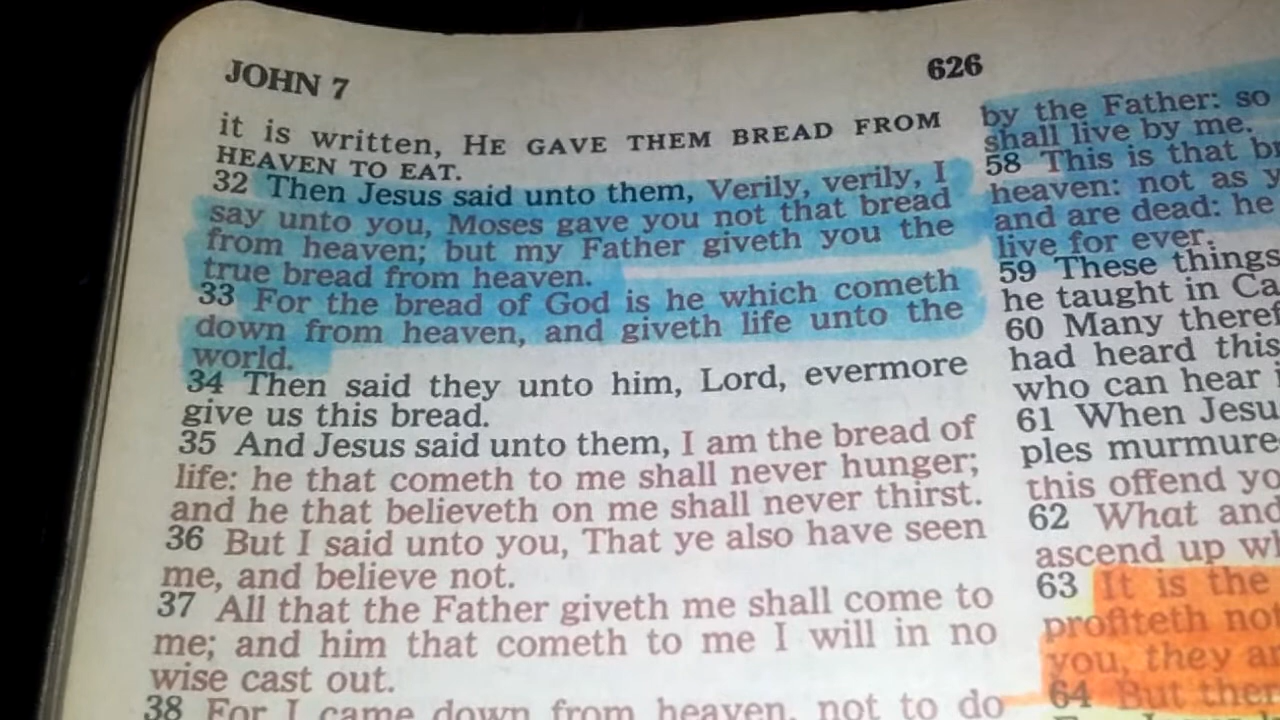 JOHN 7
626
it is written, HE GAVE THEM BREAD FROM
HEAVEN TO EAT.
32 Then Jesus said unto them, Verily, verily, I
say unto you, Moses gave you not that bread
from heaven; but my Father giveth you the
true bread from heaven.
33 For the bread of God is he which cometh
down from heaven, and giveth life unto the
world.
34 Then said they unto him, Lord, evermore
give us this bread.
35 And Jesus said unto them, I am the bread of
life: he that cometh to me shall never hunger;
and he that believeth on me shall never thirst.
36 But I said unto you, That ye also have seen
me, and believe not.
37 All that the Father giveth me shall come to
me; and him that cometh to me I will in no
wise cast out.
38 For I came down from heaven, not to do
by the Father: so
shall live by me.
58 This is that
heaven: not as
and are dead: he
live for ever.
59 These things
he taught in
60 Many
had heard this
who can hear
61 When
this offend
62 What and
ascend up
63 It is the
profiteth
you, they
64 But